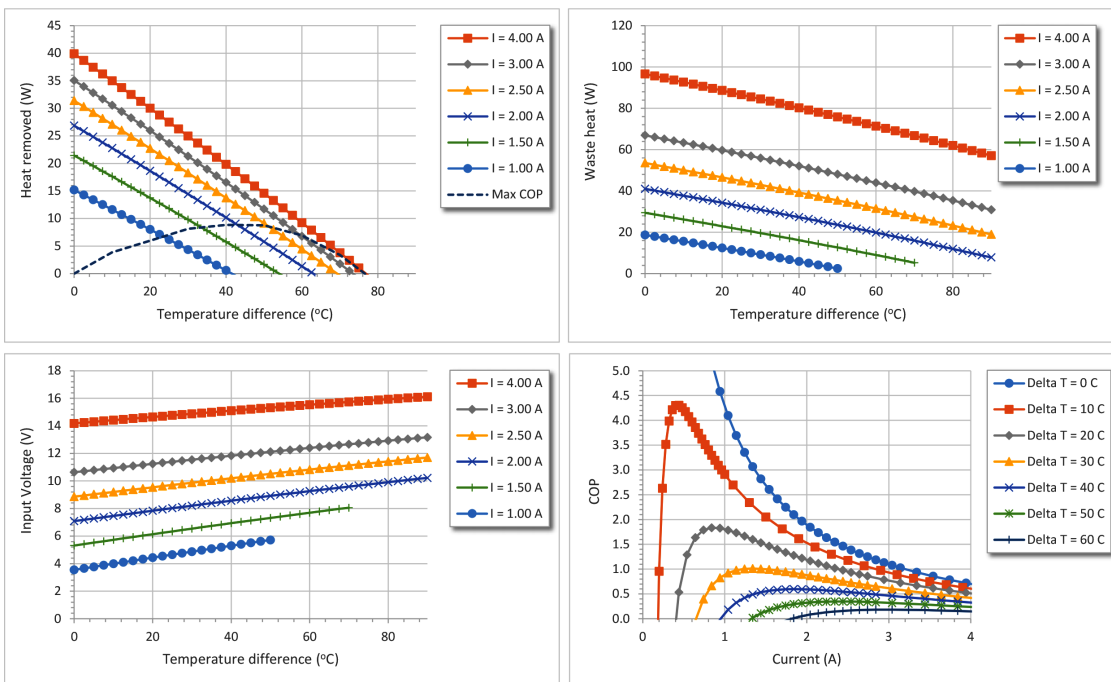 45
40
35
30
25
20
15
10
5
0
0
20
40
60
80
Heat removed (W)
Temperature difference (°C)
I = 4.00 A
I = 3.00 A
I = 2.50 A
I = 2.00 A
I = 1.50 A
I = 1.00 A
Max COP
120
100
80
60
40
20
0
0
20
40
60
80
Waste heat (W)
Temperature difference (°C)
I = 4.00 A
I = 3.00 A
I = 2.50 A
I = 2.00 A
I = 1.50 A
I = 1.00 A
18
16
14
12
10
8
6
4
2
0
0
20
40
60
80
Input Voltage (V)
Temperature difference (°C)
I = 4.00 A
I = 3.00 A
I = 2.50 A
I = 2.00 A
I = 1.50 A
I = 1.00 A
5.0
4.5
4.0
3.5
3.0
2.5
2.0
1.5
1.0
0.5
0.0
0
1
2
3
4
COP
Current (A)
Delta T = 0 C
Delta T = 10 C
Delta T = 20 C
Delta T = 30 C
Delta T = 40 C
Delta T = 50 C
Delta T = 60 C